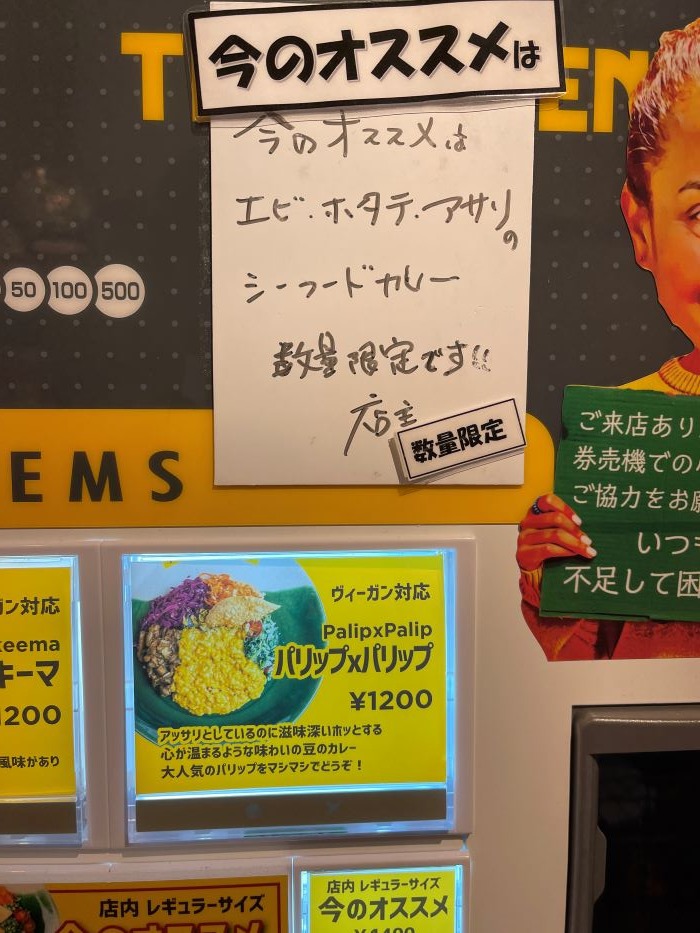 今のオススメは
今のオススメは
エビ・ホタテ・アサリの
シーフードカレー
数量限定です!!
店主
数量限定
50 100 500
EMS
ご来店あり
券売機での
ご協力をお
いつ
不足して困
ン対応
keema
キーマ
1200
風味があり
ヴィーガン対応
PalipxPalip
パリップxパリップ
¥1200
アッサリとしているのに滋味深いホッとする
心が温まるような味わいの豆のカレー
大人気のパリップをマシマシでどうぞ！
店内 レギュラーサイズ
今のオススメ
店内 レギュラーサイズ
今のオススメ